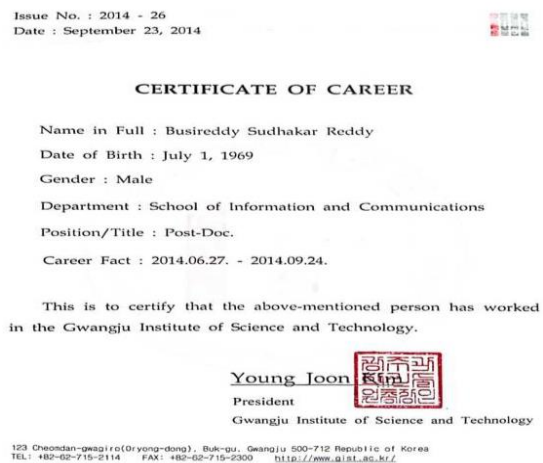 Issue No. : 2014 - 26
Date : September 23, 2014
CERTIFICATE OF CAREER
Name in Full : Busireddy Sudhakar Reddy
Date of Birth : July 1, 1969
Gender : Male
Department : School of Information and Communications
Position/Title : Post-Doc.
Career Fact : 2014.06.27. - 2014.09.24.
This is to certify that the above-mentioned person has worked
in the Gwangju Institute of Science and Technology.
Young Joon Kim
President
Gwangju Institute of Science and Technology
123 Cheomdan-gwagiro(Oryong-dong), Buk-gu, Gwangju 500-712 Republic of Korea
TEL: +82-62-715-2114 FAX: +82-62-715-2300 http://www.gist.ac.kr/